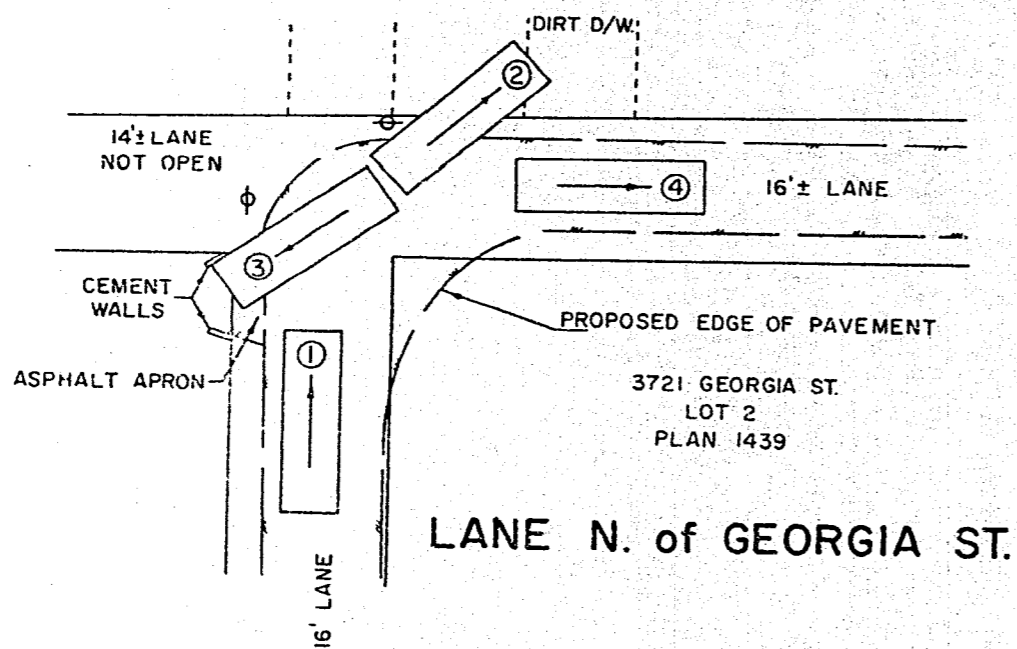 DIRT D/W.
②
14'± LANE
NOT OPEN
④
16'± LANE
③
CEMENT
WALLS
PROPOSED EDGE OF PAVEMENT
①
ASPHALT APRON
3721 GEORGIA ST.
LOT 2
PLAN 1439
LANE N. of GEORGIA ST.
16' LANE